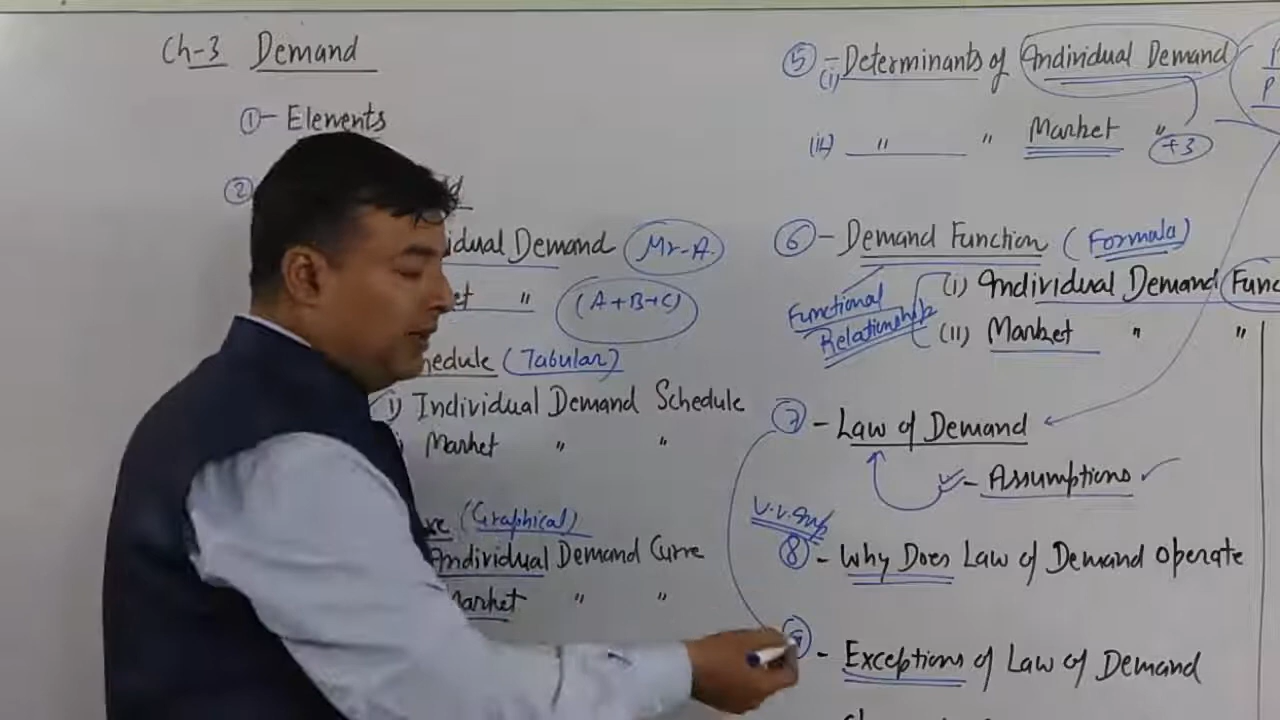 Ch-3 Demand
①- Elements
②
idual Demand (Mr-A.)
et " (A+B+C)
hedule (Tabular)
i) Individual Demand Schedule
Market " "
ve (Graphical)
Individual Demand Curve
Market " "
⑤ - Determinants of Individual Demand
(i)
(ii) " " Market " +3
P
P
⑥ - Demand Function (Formala)
Functional Relationship
(i) Individual Demand Func
(ii) Market " "
⑦ - Law of Demand
- Assumptions ✓
V.V.Imp
⑧ - Why Does Law of Demand Operate
⑨ - Exceptions of Law of Demand